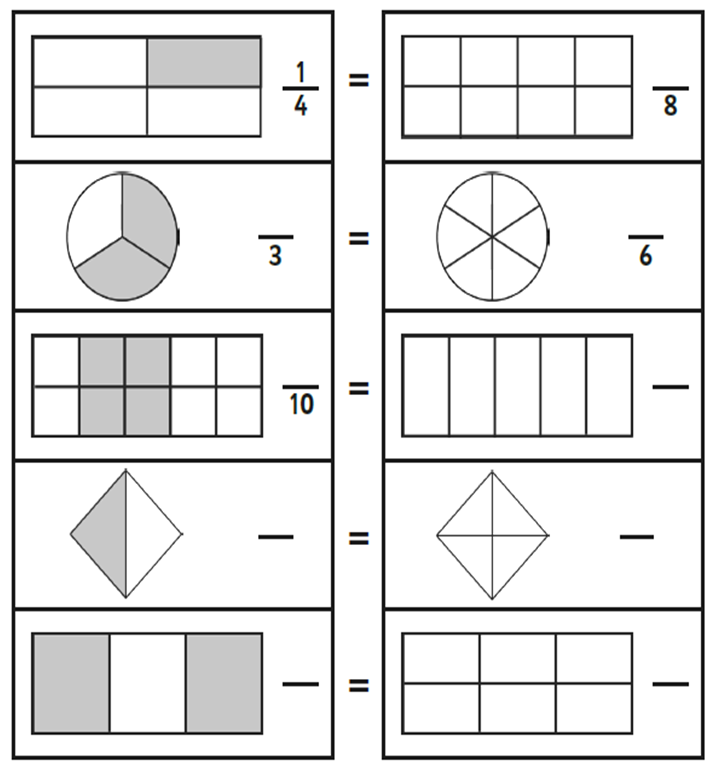 1/4 = /8
/3 = /6
/10 = —
— = —
— = —